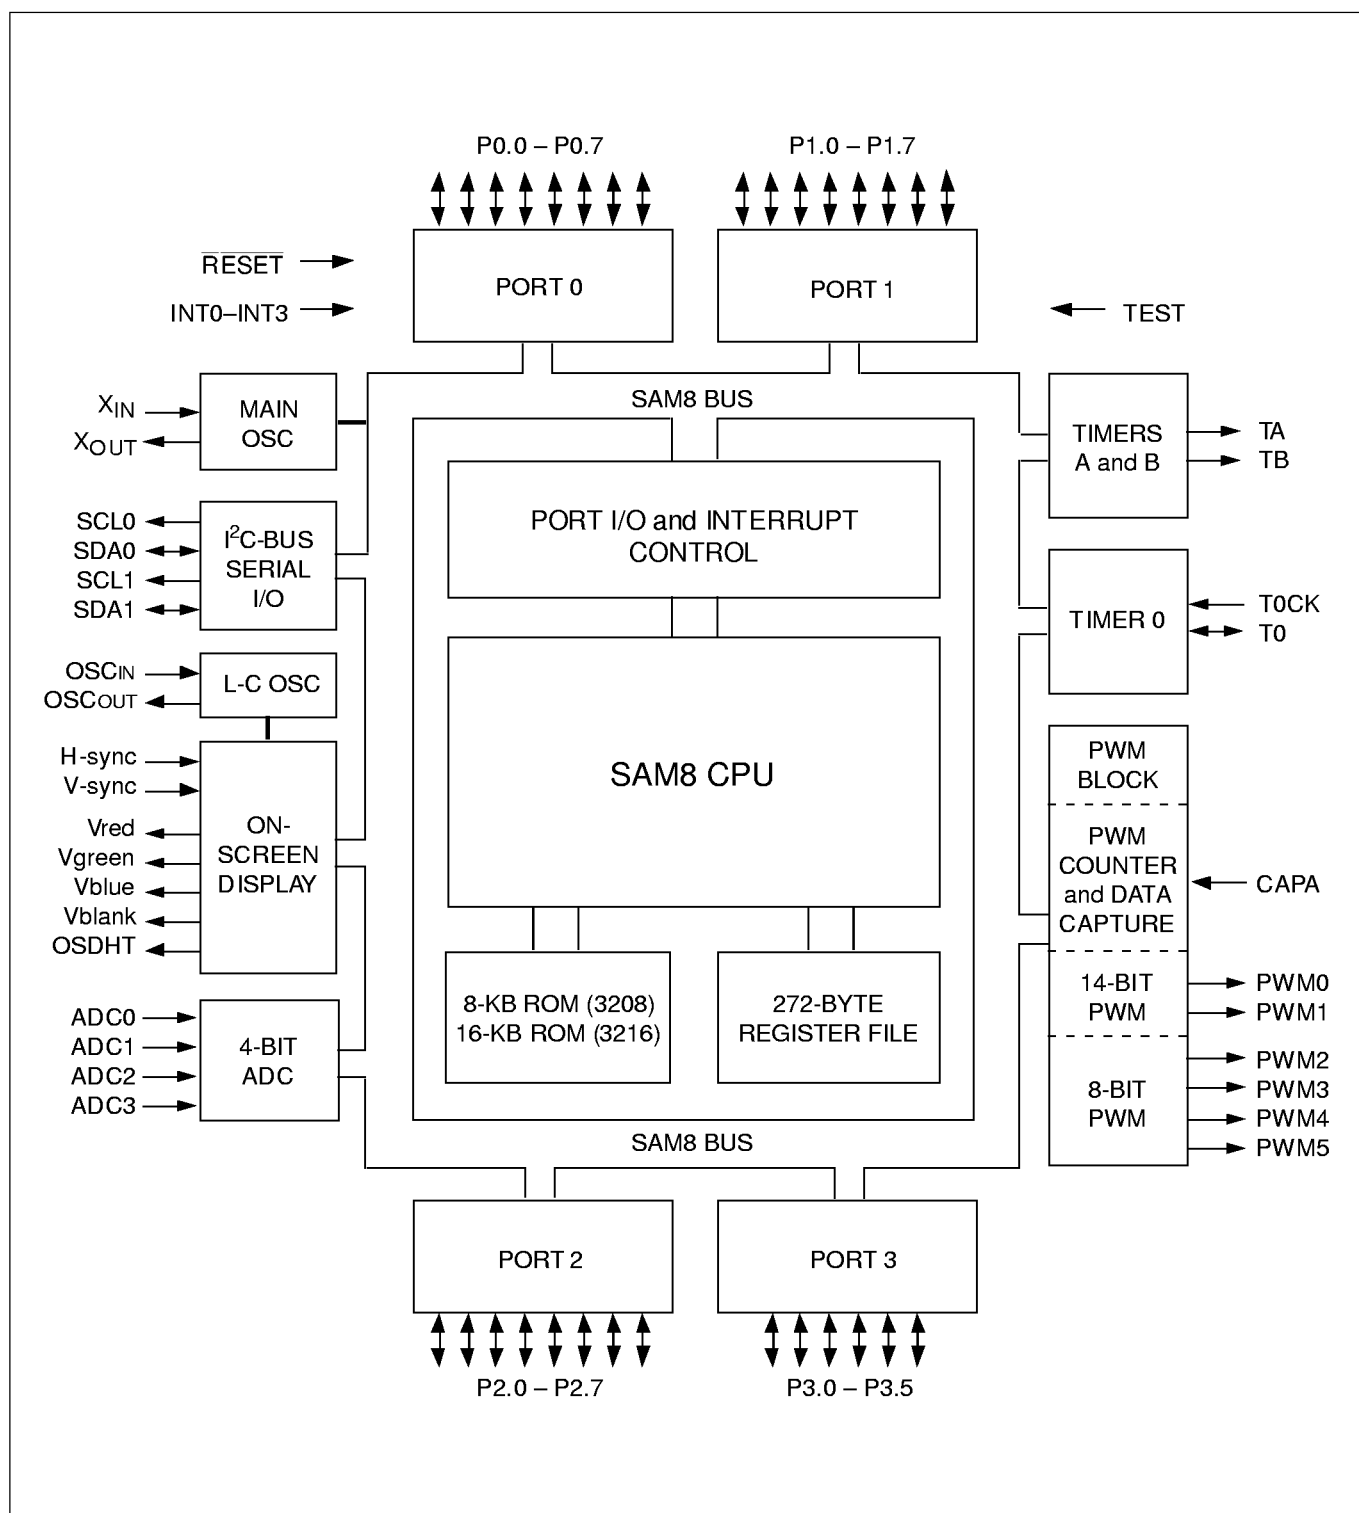 P0.0 – P0.7
P1.0 – P1.7
RESET
INT0–INT3
PORT 0
PORT 1
TEST
SAM8 BUS
XIN
XOUT
MAIN
OSC
TIMERS
A and B
TA
TB
SCL0
SDA0
SCL1
SDA1
I²C-BUS
SERIAL
I/O
PORT I/O and INTERRUPT
CONTROL
TIMER 0
T0CK
T0
OSCIN
OSCOUT
L-C OSC
H-sync
V-sync
Vred
Vgreen
Vblue
Vblank
OSDHT
ON-
SCREEN
DISPLAY
SAM8 CPU
PWM
BLOCK
PWM
COUNTER
and DATA
CAPTURE
CAPA
14-BIT
PWM
PWM0
PWM1
8-BIT
PWM
PWM2
PWM3
PWM4
PWM5
ADC0
ADC1
ADC2
ADC3
4-BIT
ADC
8-KB ROM (3208)
16-KB ROM (3216)
272-BYTE
REGISTER FILE
SAM8 BUS
PORT 2
PORT 3
P2.0 – P2.7
P3.0 – P3.5